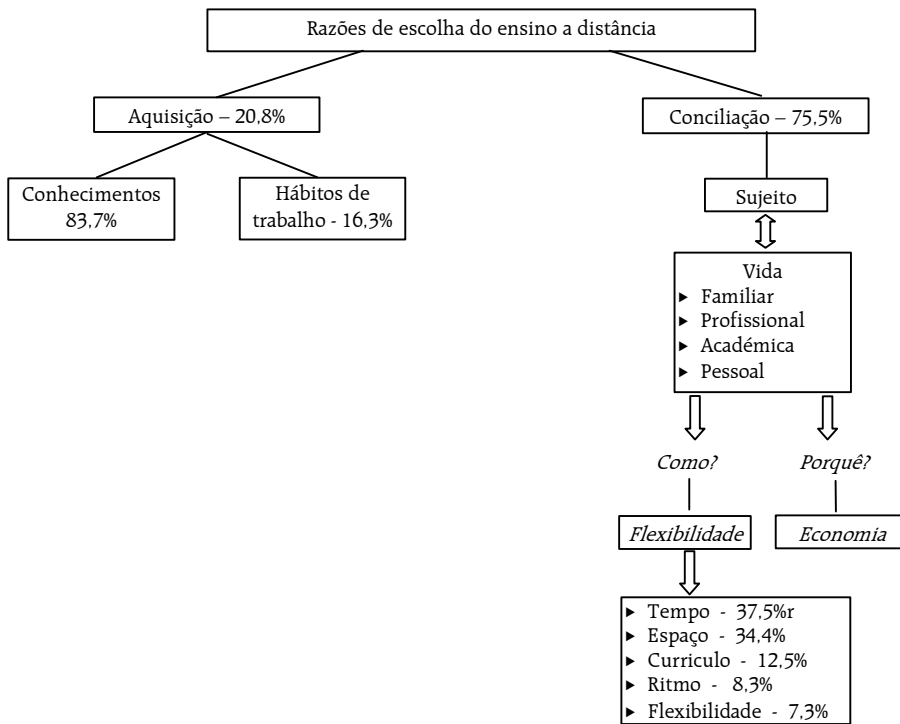 Razões de escolha do ensino a distância
Aquisição – 20,8%
Conciliação – 75,5%
Conhecimentos
83,7%
Hábitos de
trabalho - 16,3%
Sujeito
Vida
▸ Familiar
▸ Profissional
▸ Académica
▸ Pessoal
Como?
Porquê?
Flexibilidade
Economia
▸ Tempo - 37,5%r
▸ Espaço - 34,4%
▸ Curriculo - 12,5%
▸ Ritmo - 8,3%
▸ Flexibilidade - 7,3%